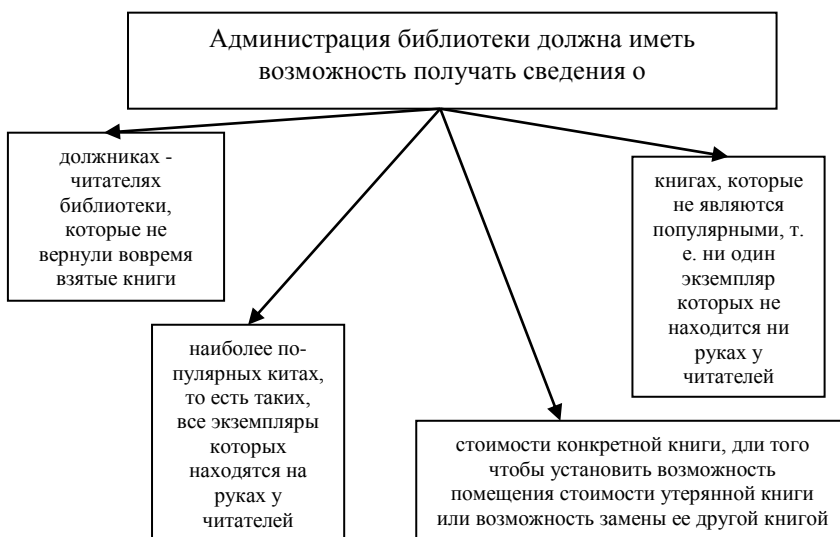 Администрация библиотеки должна иметь
возможность получать сведения о
должниках -
читателях
библиотеки,
которые не
вернули вовремя
взятые книги
наиболее по-
пулярных китах,
то есть таких,
все экземпляры
которых
находятся на
руках у
читателей
стоимости конкретной книги, дли того
чтобы установить возможность
помещения стоимости утерянной книги
или возможность замены ее другой книгой
книгах, которые
не являются
популярными, т.
е. ни один
экземпляр
которых не
находится ни
руках у
читателей